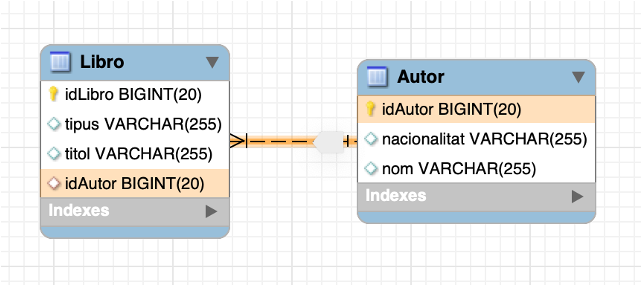 Libro
idLibro BIGINT(20)
tipus VARCHAR(255)
titol VARCHAR(255)
idAutor BIGINT(20)
Indexes
Autor
idAutor BIGINT(20)
nacionalitat VARCHAR(255)
nom VARCHAR(255)
Indexes